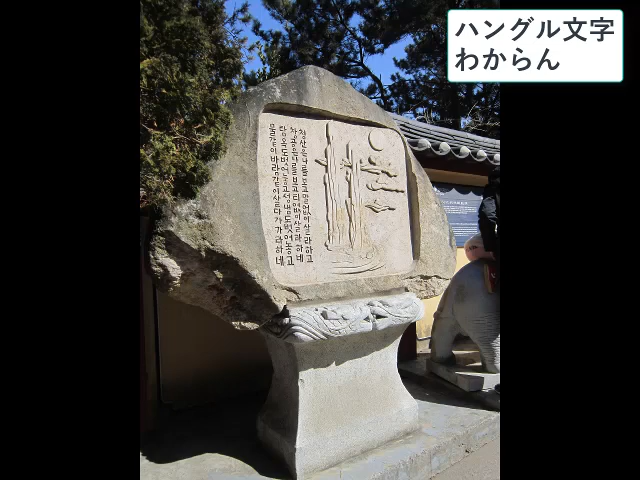 ハングル文字
わからん
청산은나를보고말없이살라하고
창공은나를보고티없이살라하네
탐욕도벗어놓고성냄도벗어놓고
물같이바람같이살다가가라하네